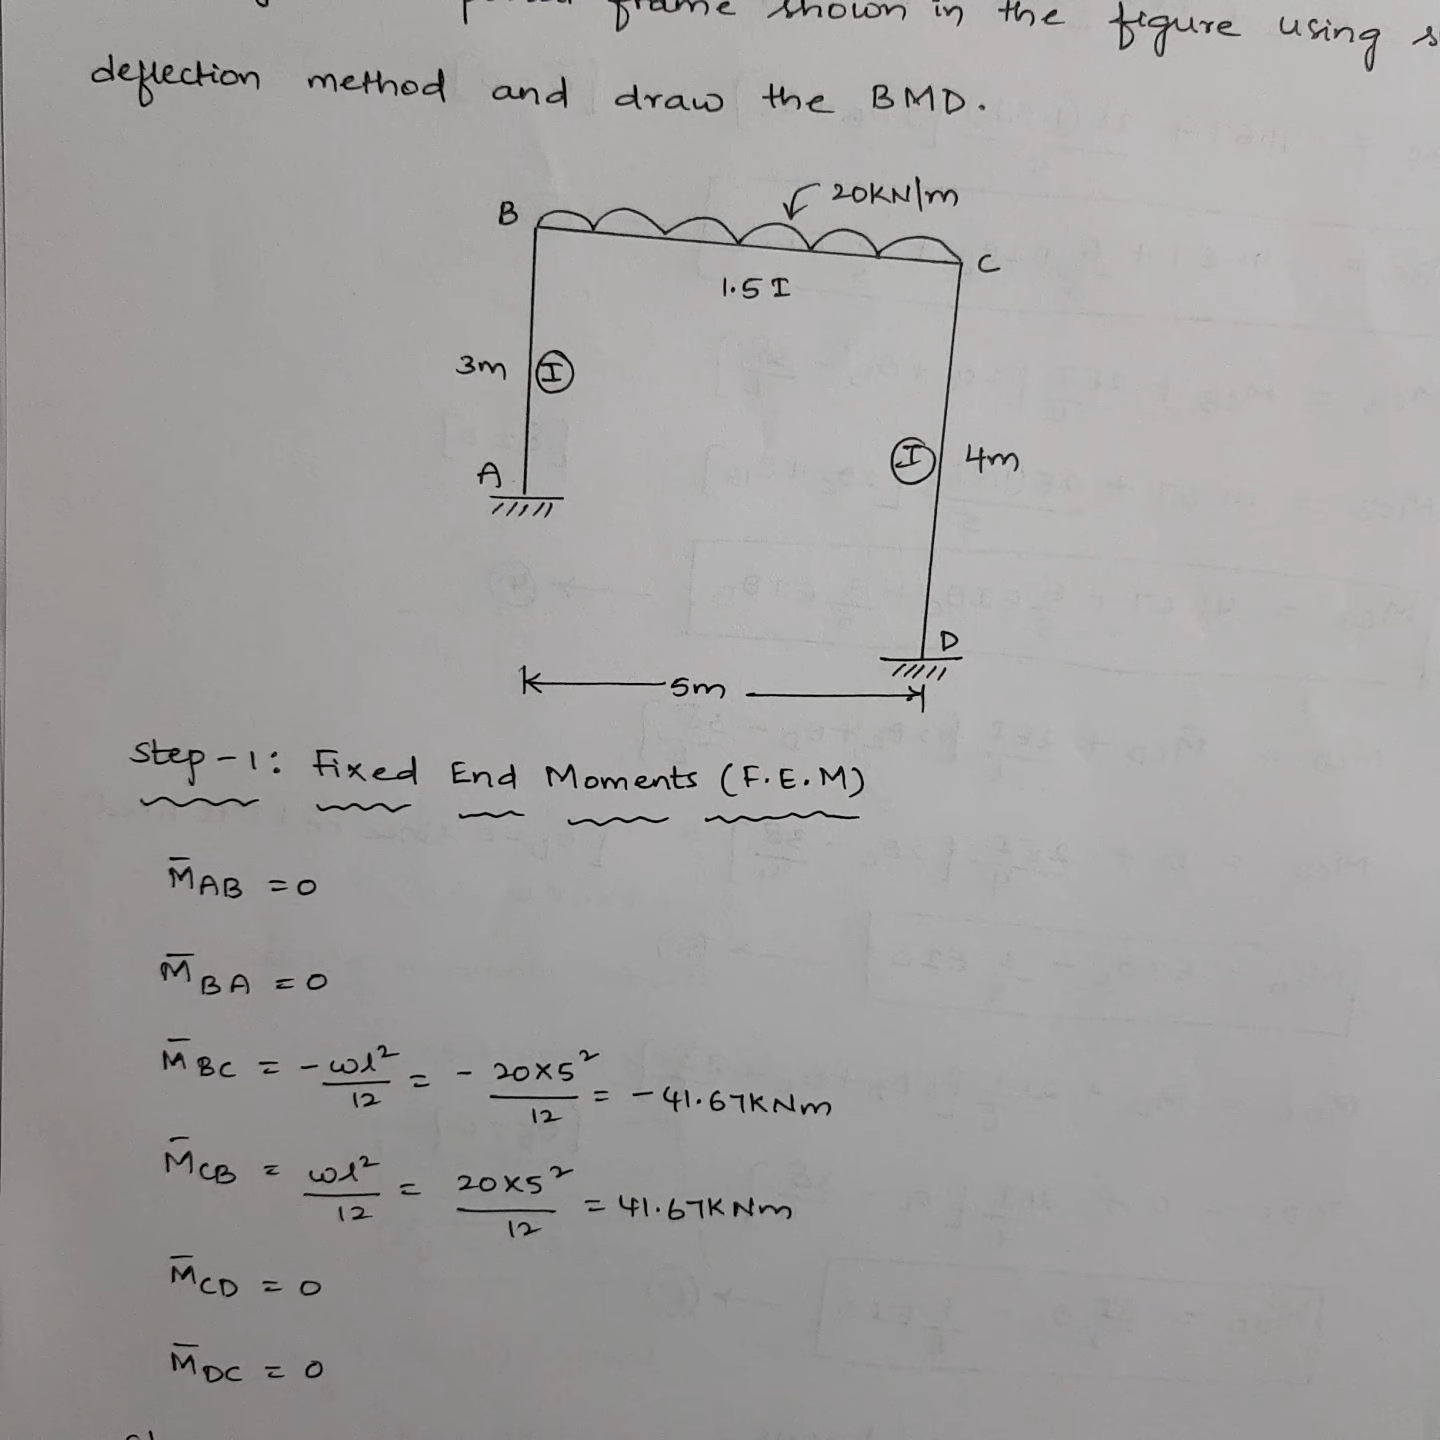 frame shown in the figure using
deflection method and draw the BMD.
B
20KN/m
C
1.5 I
3m
I
I
4m
A
D
5m
Step-1: Fixed End Moments (F.E.M)
M̄AB = 0
M̄BA = 0
M̄BC = -wl²/12 = - 20×5²/12 = -41.67KNm
M̄CB = wl²/12 = 20×5²/12 = 41.67KNm
M̄CD = 0
M̄DC = 0